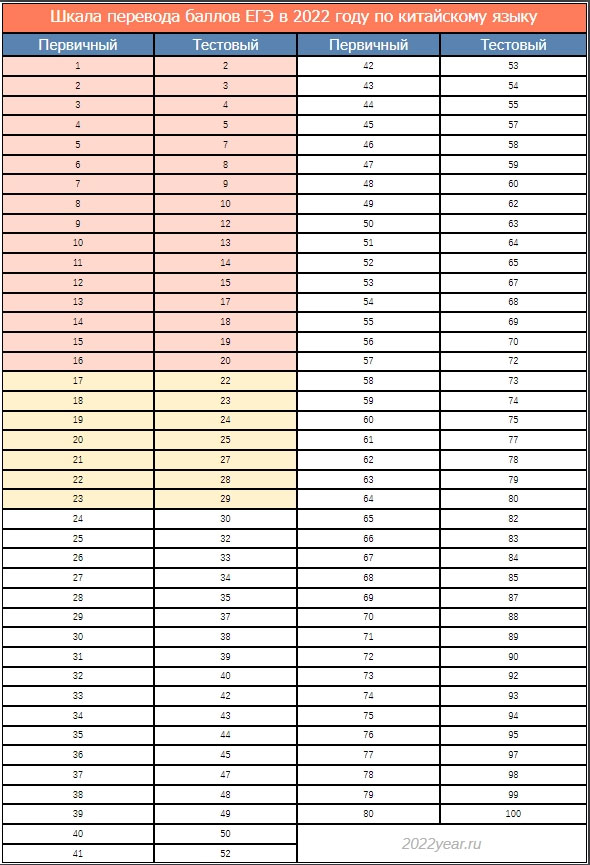 Шкала перевода баллов ЕГЭ в 2022 году по китайскому языку
Первичный Тестовый Первичный Тестовый
1 2 42 53
2 3 43 54
3 4 44 55
4 5 45 57
5 7 46 58
6 8 47 59
7 9 48 60
8 10 49 62
9 12 50 63
10 13 51 64
11 14 52 65
12 15 53 67
13 17 54 68
14 18 55 69
15 19 56 70
16 20 57 72
17 22 58 73
18 23 59 74
19 24 60 75
20 25 61 77
21 27 62 78
22 28 63 79
23 29 64 80
24 30 65 82
25 32 66 83
26 33 67 84
27 34 68 85
28 35 69 87
29 37 70 88
30 38 71 89
31 39 72 90
32 40 73 92
33 42 74 93
34 43 75 94
35 44 76 95
36 45 77 97
37 47 78 98
38 48 79 99
39 49 80 100
40 50
2022year.ru
41 52